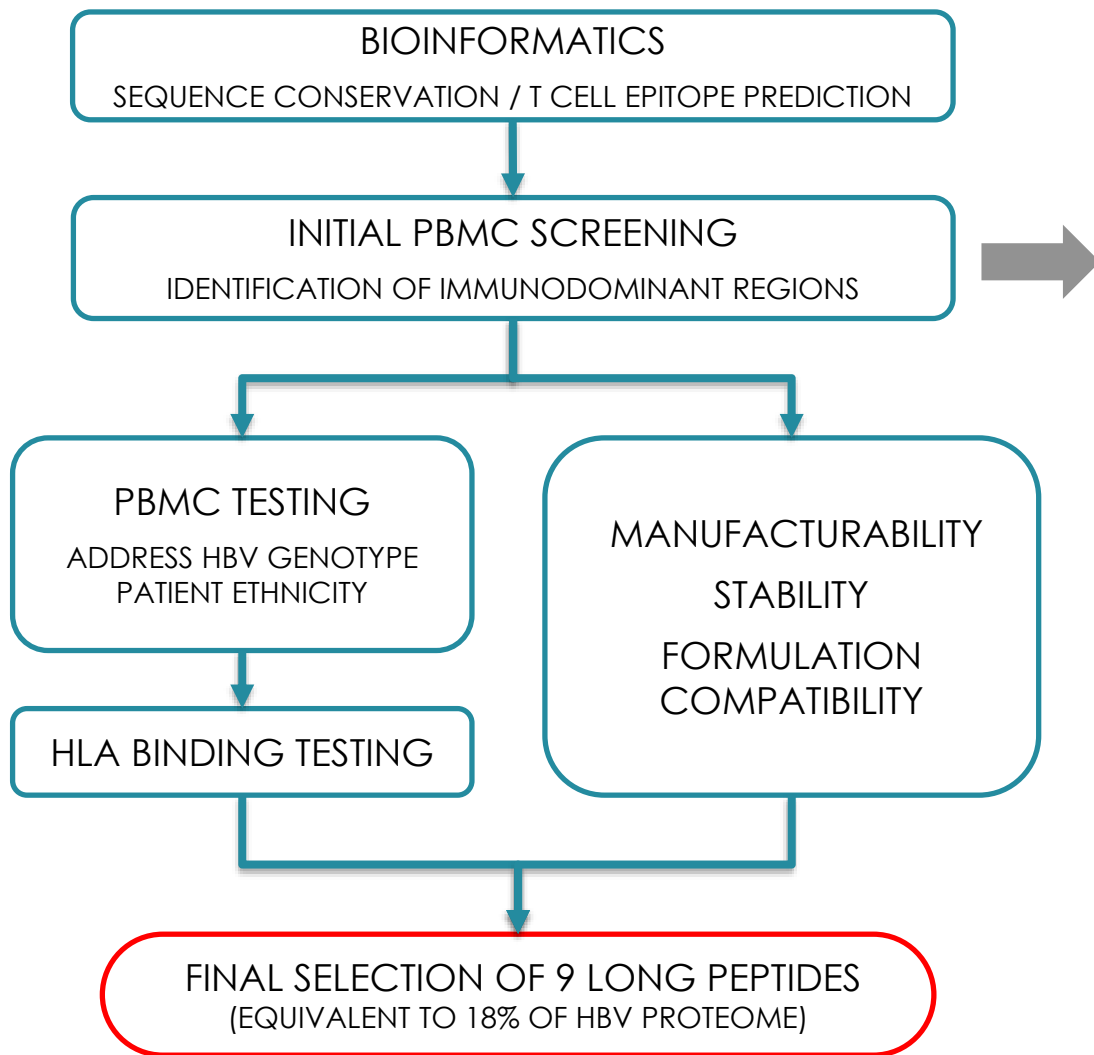 BIOINFORMATICS
SEQUENCE CONSERVATION / T CELL EPITOPE PREDICTION
INITIAL PBMC SCREENING
IDENTIFICATION OF IMMUNODOMINANT REGIONS
PBMC TESTING
ADDRESS HBV GENOTYPE
PATIENT ETHNICITY
HLA BINDING TESTING
MANUFACTURABILITY
STABILITY
FORMULATION
COMPATIBILITY
FINAL SELECTION OF 9 LONG PEPTIDES
(EQUIVALENT TO 18% OF HBV PROTEOME)